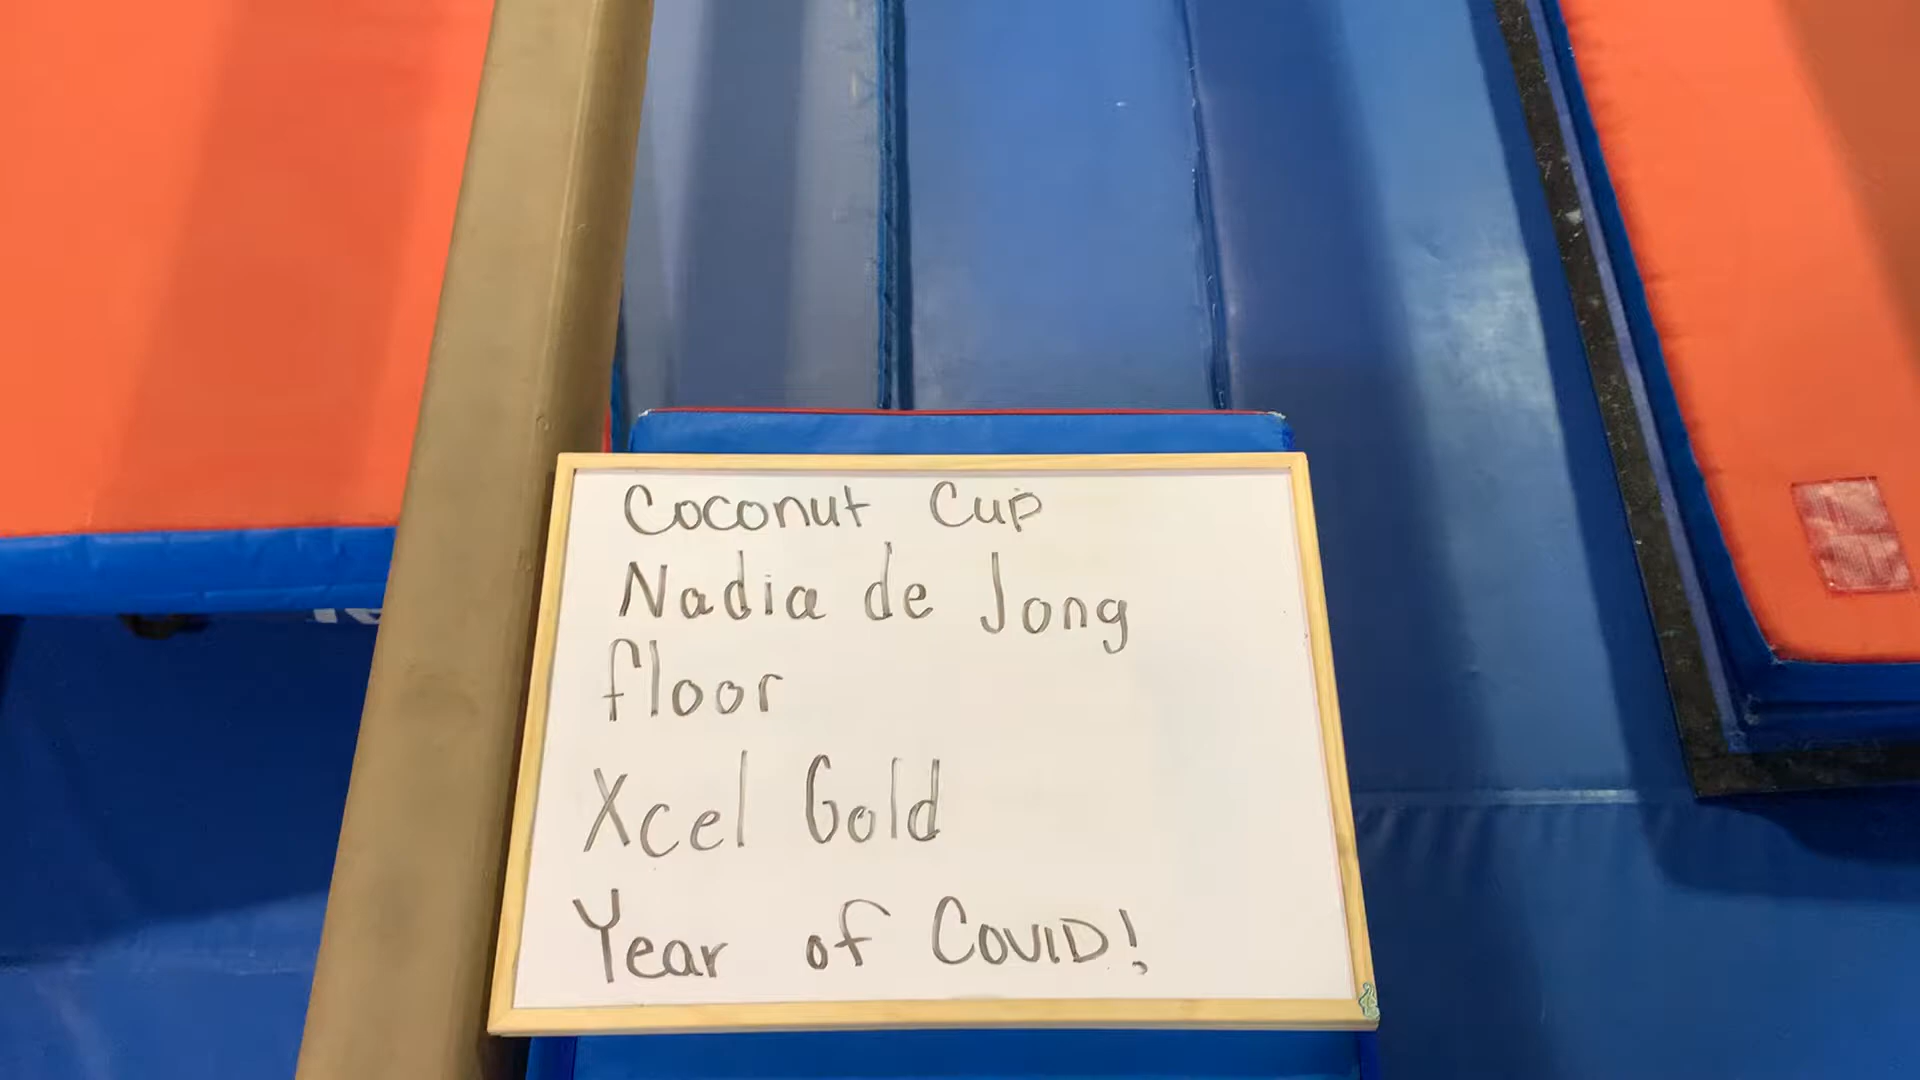 Coconut Cup
Nadia de Jong
floor
Xcel Gold
Year of COVID!